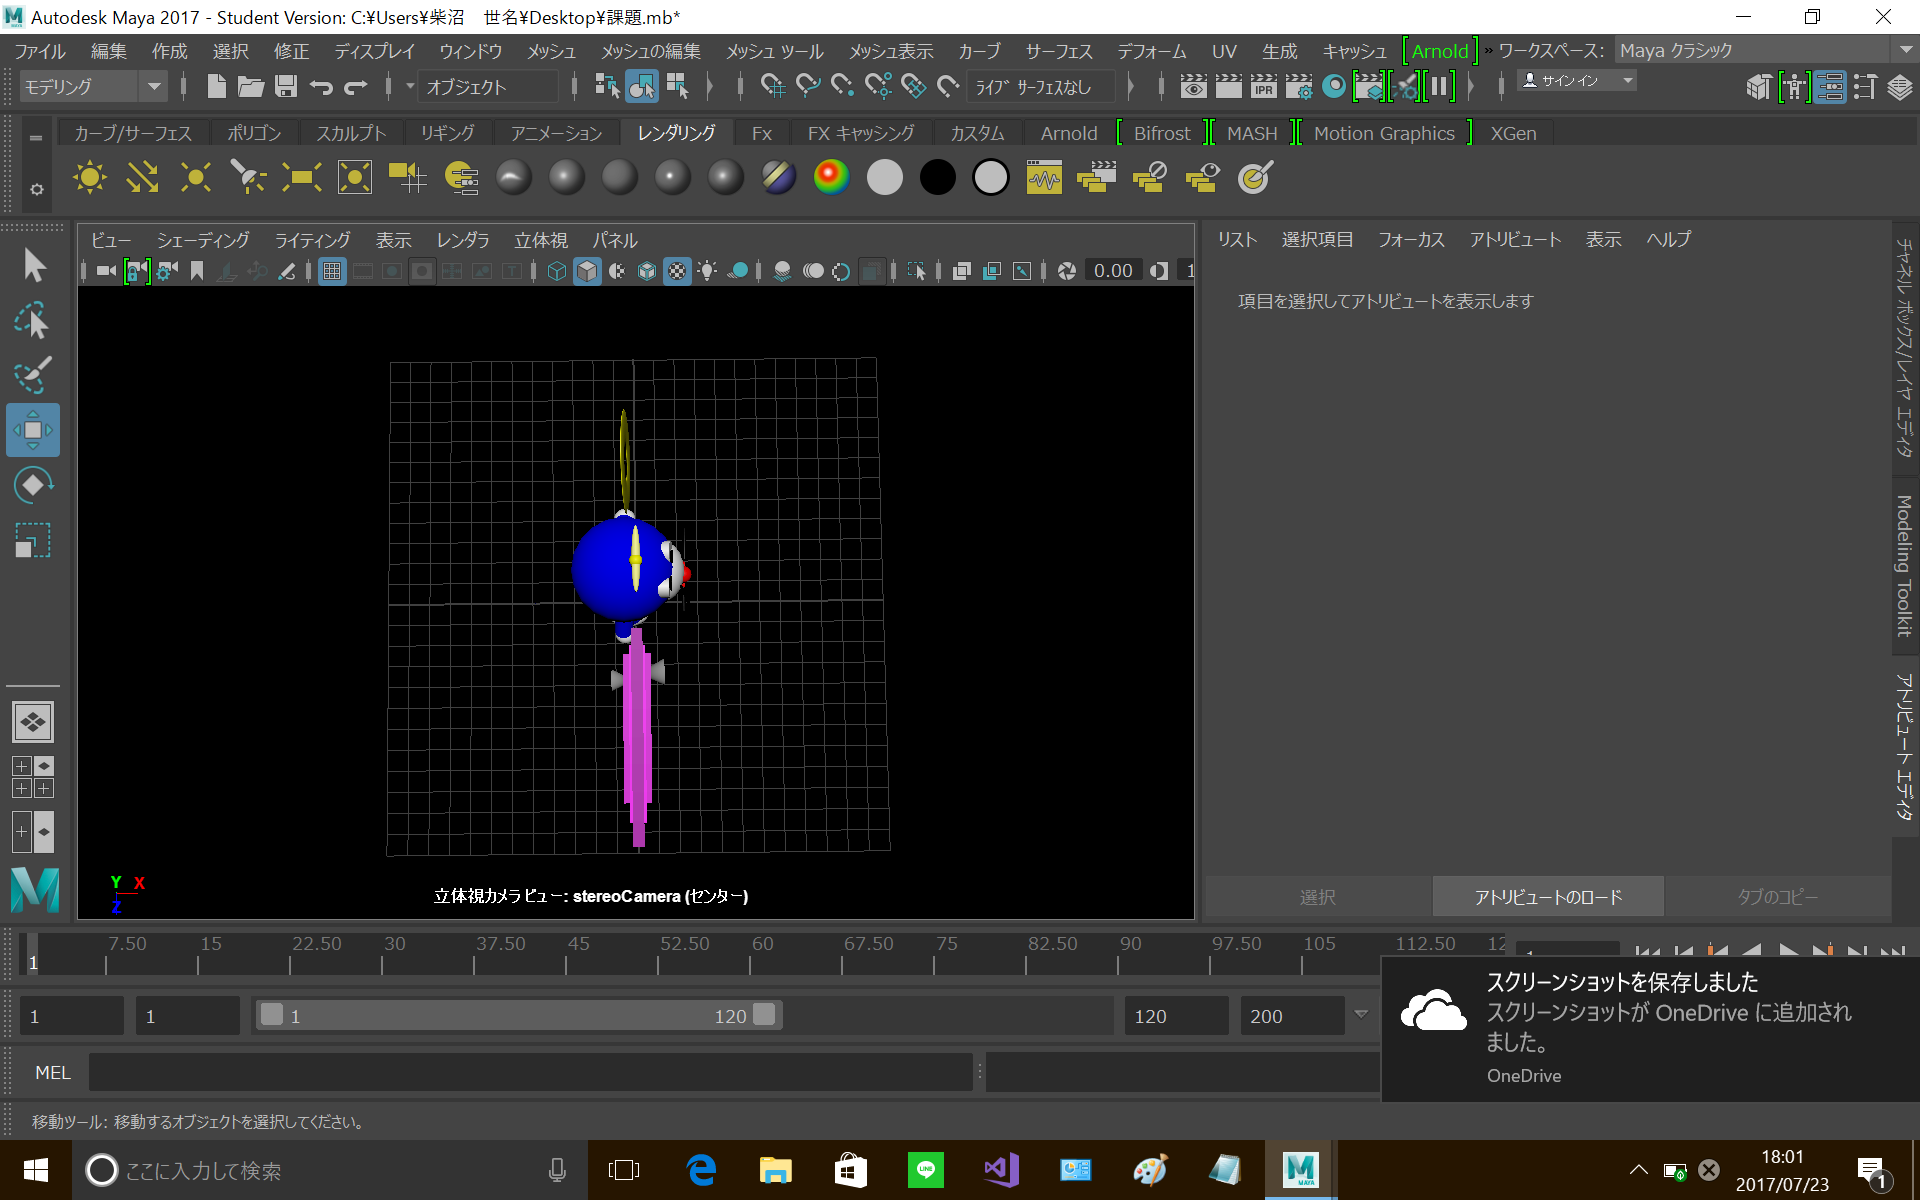 Autodesk Maya 2017 - Student Version: C:¥Users¥柴沼　世名¥Desktop¥課題.mb*
ファイル 編集 作成 選択 修正 ディスプレイ ウィンドウ メッシュ メッシュの編集 メッシュ ツール メッシュ表示 カーブ サーフェス デフォーム UV 生成 キャッシュ Arnold » ワークスペース: Maya クラシック
モデリング オブジェクト ライブ サーフェスなし IPR サイン イン
カーブ/サーフェス ポリゴン スカルプト リギング アニメーション レンダリング Fx FX キャッシング カスタム Arnold Bifrost MASH Motion Graphics XGen
ビュー シェーディング ライティング 表示 レンダラ 立体視 パネル
0.00 1
リスト 選択項目 フォーカス アトリビュート 表示 ヘルプ
項目を選択してアトリビュートを表示します
チャネル ボックス/レイヤ エディタ
Modeling Toolkit
アトリビュート エディタ
Y X
Z
立体視カメラ ビュー: stereoCamera (センター)
選択 アトリビュートのロード タブのコピー
7.50 15 22.50 30 37.50 45 52.50 60 67.50 75 82.50 90 97.50 105 112.50 12
1
1 1 1 120 120 200
MEL
移動ツール: 移動するオブジェクトを選択してください。
スクリーンショットを保存しました
スクリーンショットが OneDrive に追加され
ました。
OneDrive
ここに入力して検索
LINE
MAYA
18:01
2017/07/23
1